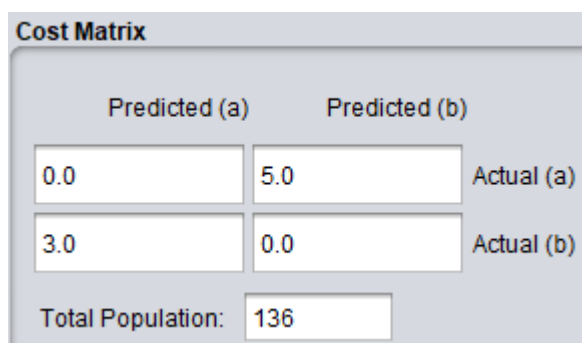 Cost Matrix
Predicted (a) Predicted (b)
0.0 5.0 Actual (a)
3.0 0.0 Actual (b)
Total Population: 136